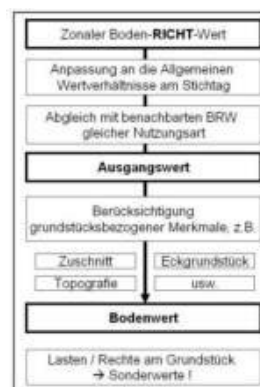 Zonaler Boden-RICHT-Wert
Anpassung an die Allgemeinen
Wertverhältnisse am Stichtag
Abgleich mit benachbarten BRW
gleicher Nutzungsart
Ausgangswert
Berücksichtigung
grundstücksbezogener Merkmale, z.B.
Zuschnitt
Eckgrundstück
Topografie
usw.
Bodenwert
Lasten / Rechte am Grundstück
→ Sonderwerte !